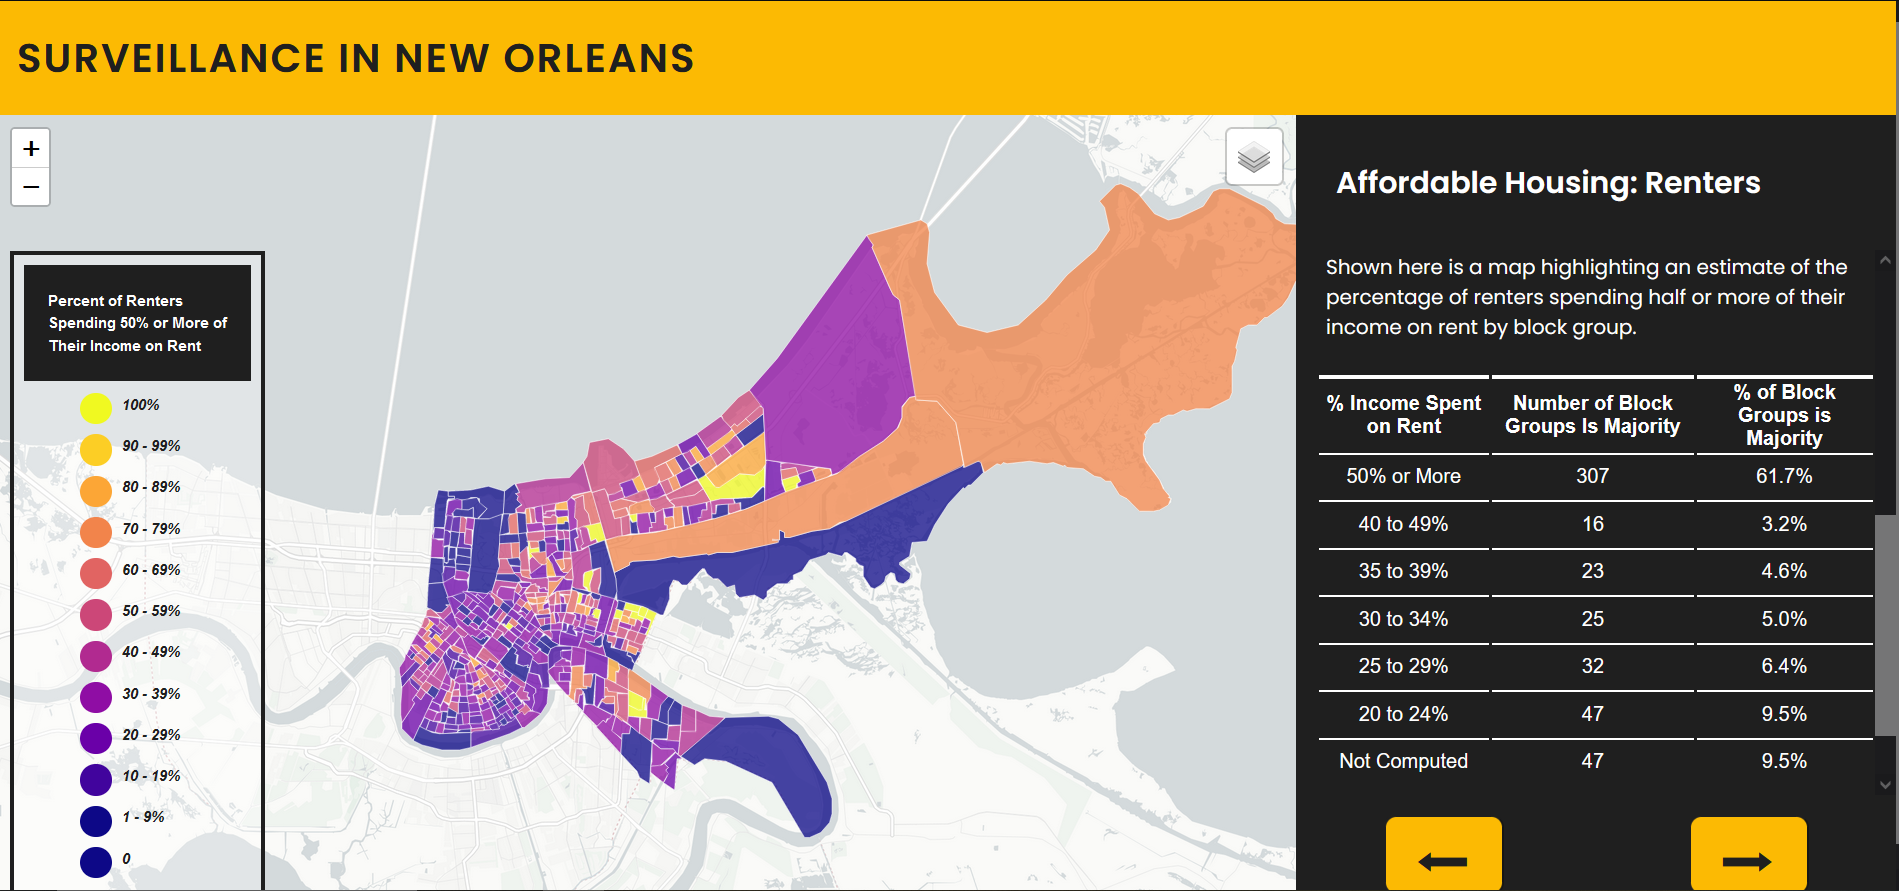 SURVEILLANCE IN NEW ORLEANS
+
−
Percent of Renters
Spending 50% or More of
Their Income on Rent
100%
90 - 99%
80 - 89%
70 - 79%
60 - 69%
50 - 59%
40 - 49%
30 - 39%
20 - 29%
10 - 19%
1 - 9%
0
Affordable Housing: Renters
Shown here is a map highlighting an estimate of the
percentage of renters spending half or more of their
income on rent by block group.
% Income Spent on Rent Number of Block Groups Is Majority % of Block Groups is Majority
50% or More 307 61.7%
40 to 49% 16 3.2%
35 to 39% 23 4.6%
30 to 34% 25 5.0%
25 to 29% 32 6.4%
20 to 24% 47 9.5%
Not Computed 47 9.5%